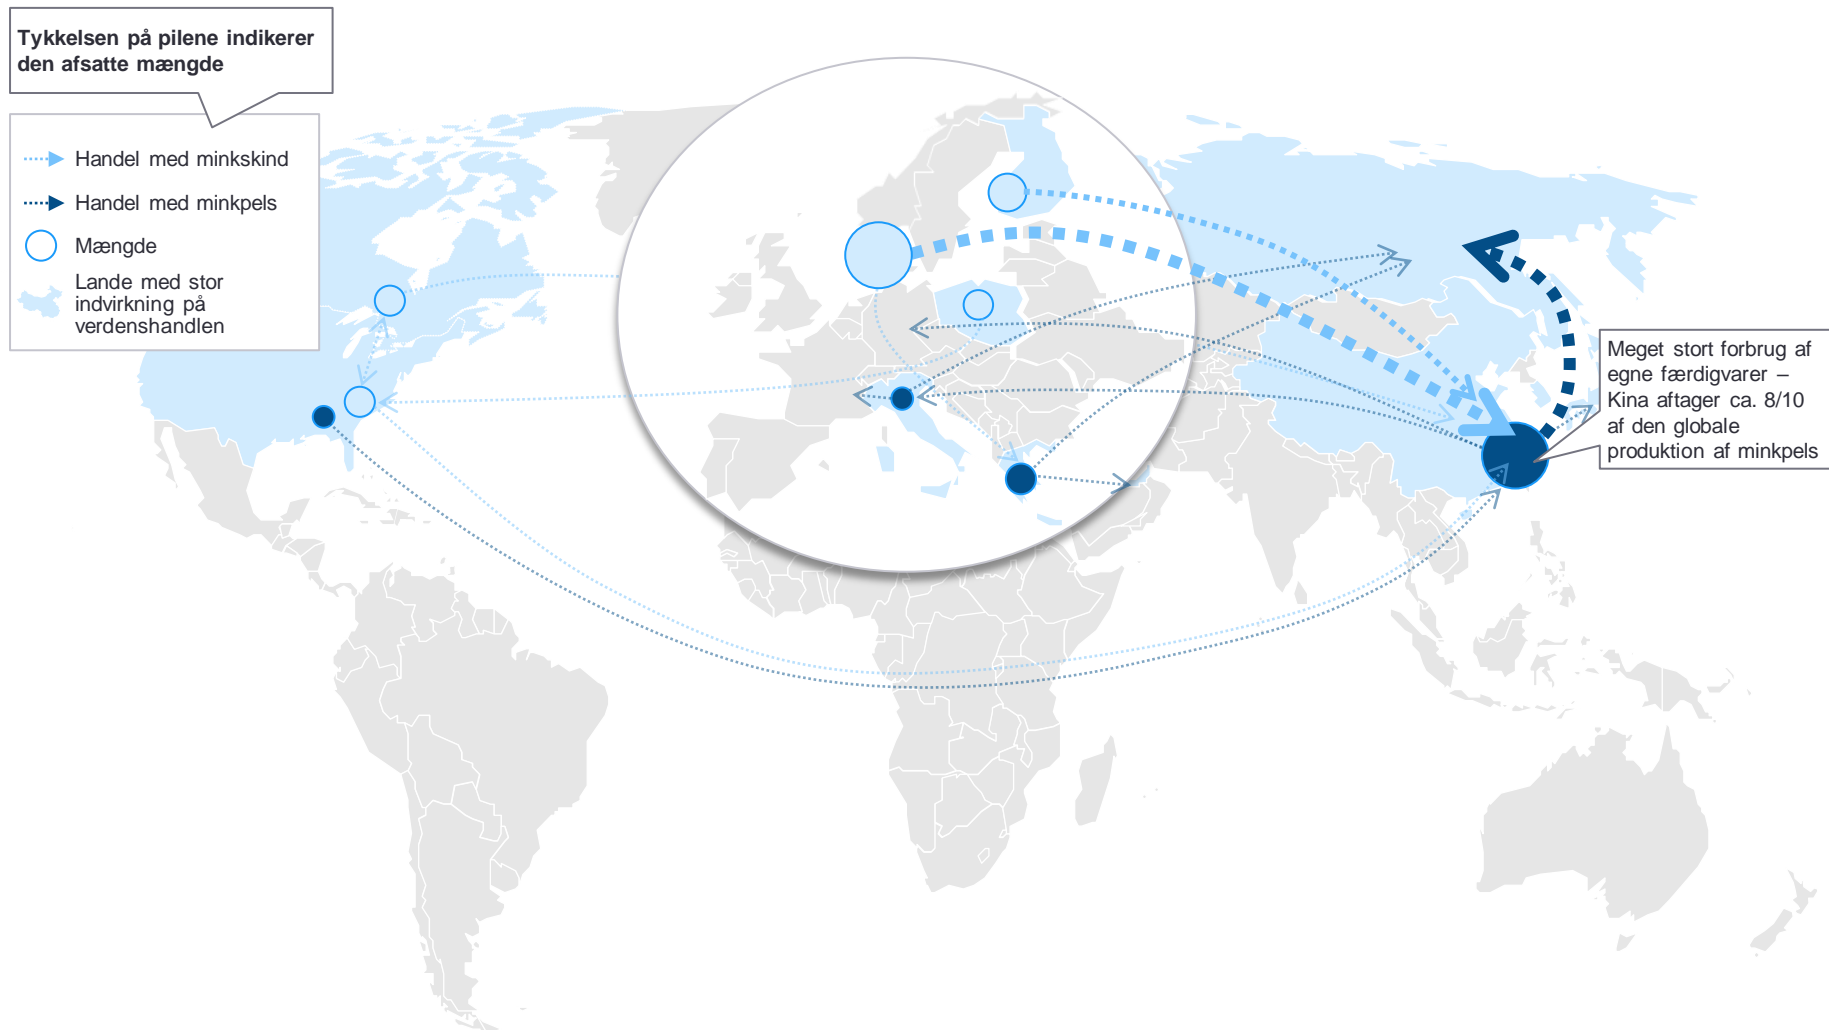 Tykkelsen på pilene indikerer
den afsatte mængde
Handel med minkskind
Handel med minkpels
Mængde
Lande med stor
indvirkning på
verdenshandlen
Meget stort forbrug af
egne færdigvarer –
Kina aftager ca. 8/10
af den globale
produktion af minkpels